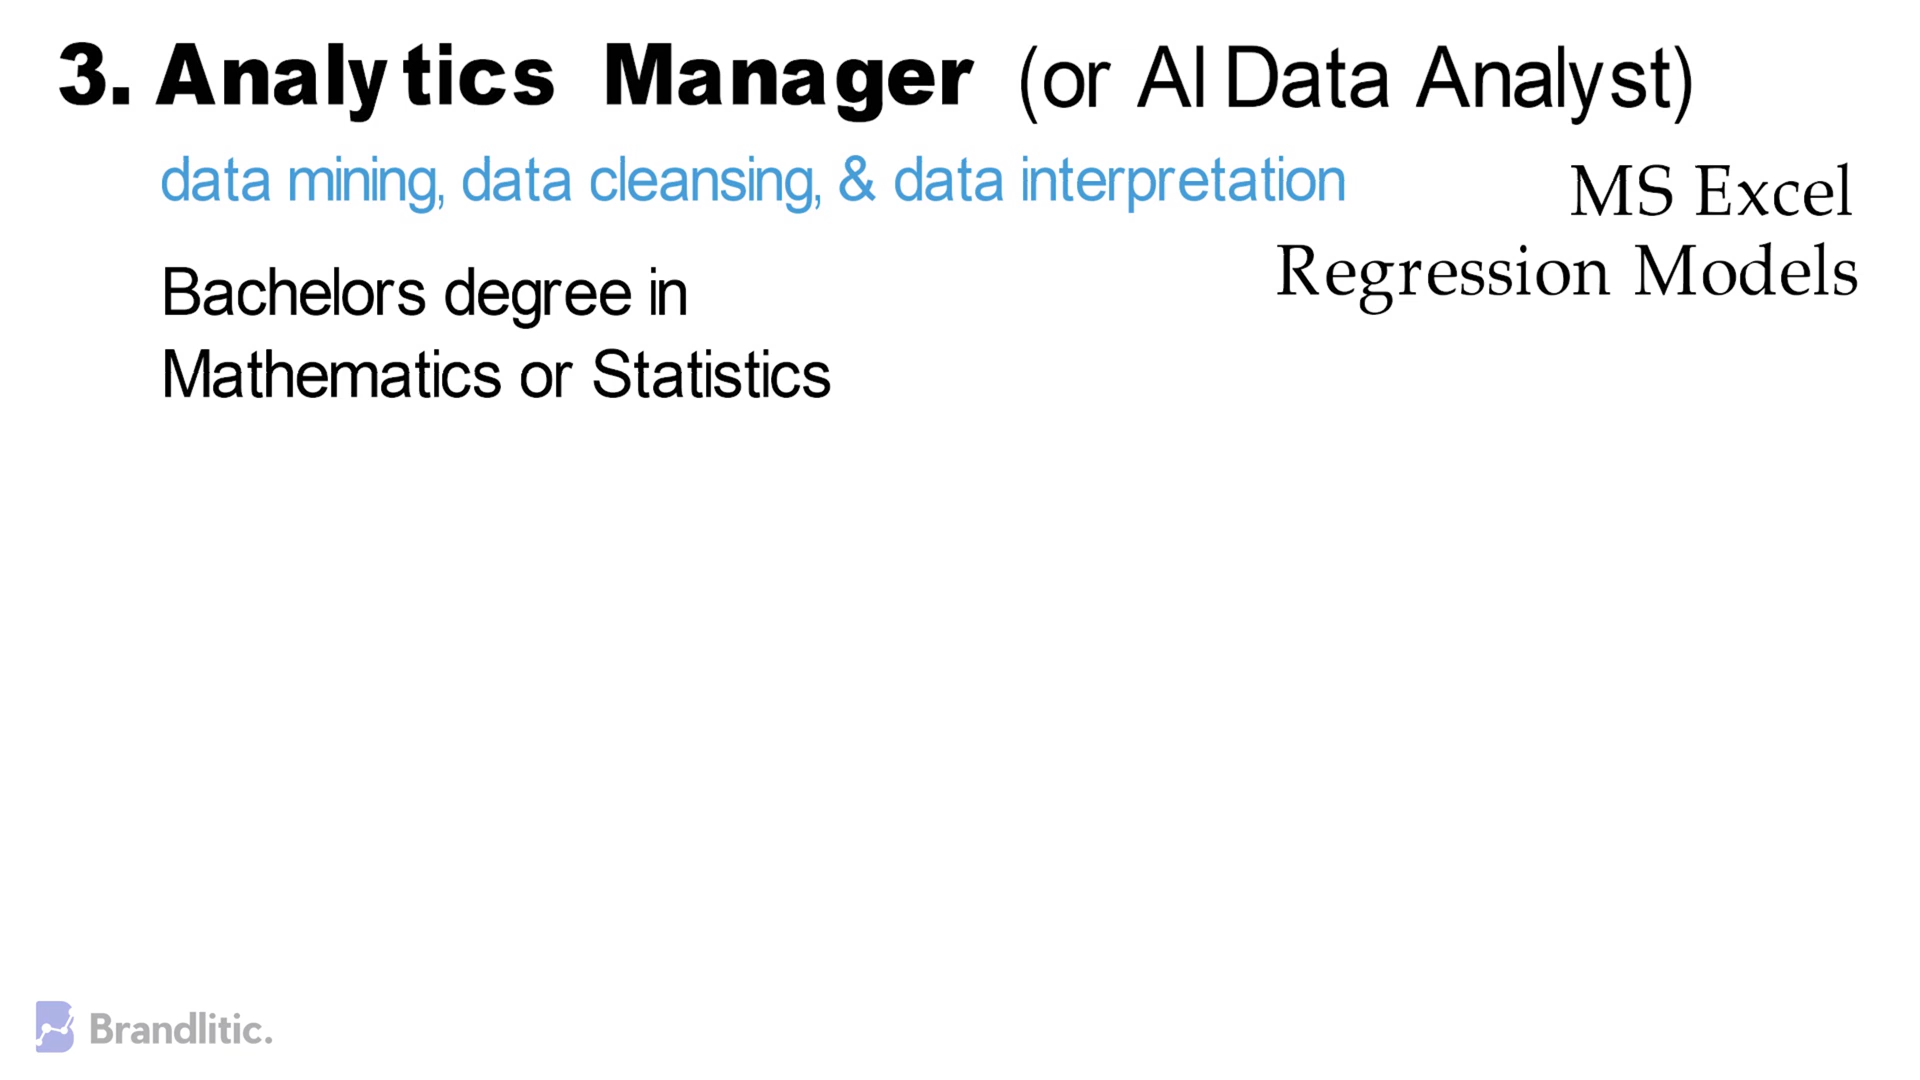 3. Analytics Manager (or AI Data Analyst)
data mining, data cleansing, & data interpretation
MS Excel
Regression Models
Bachelors degree in
Mathematics or Statistics
Brandlitic.